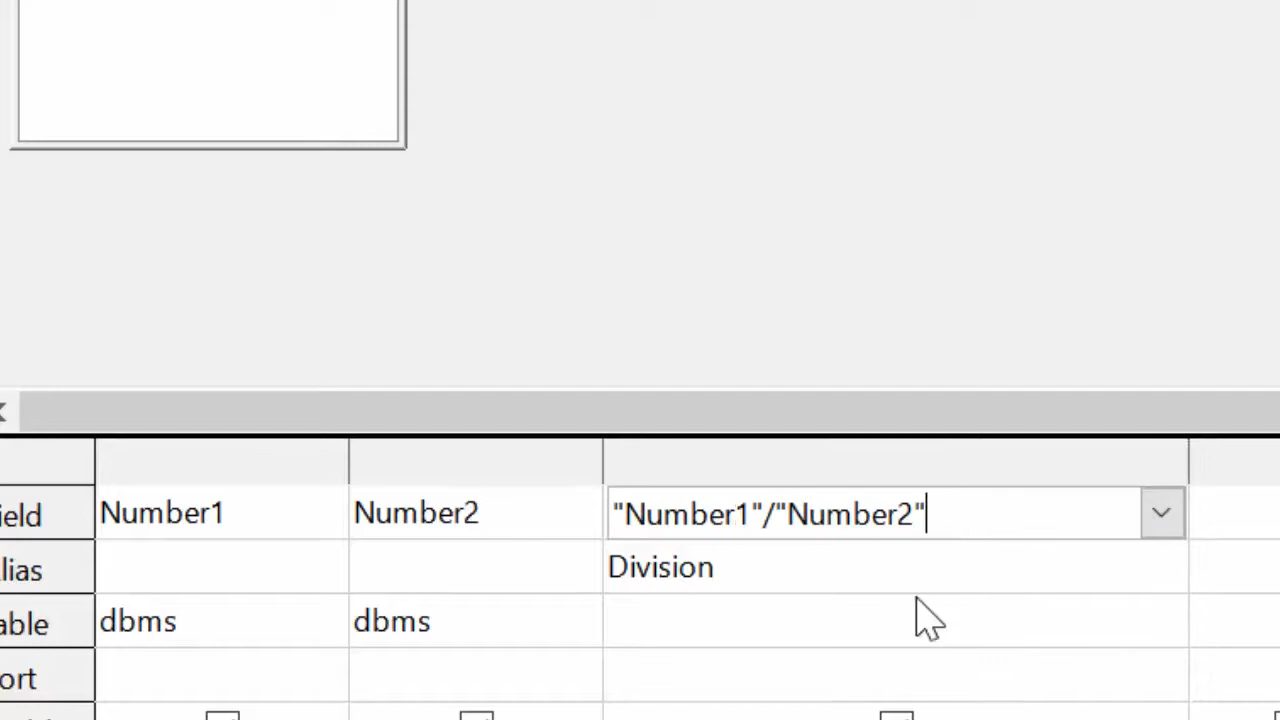 ield Number1 Number2 "Number1"/"Number2"
lias Division
able dbms dbms
ort